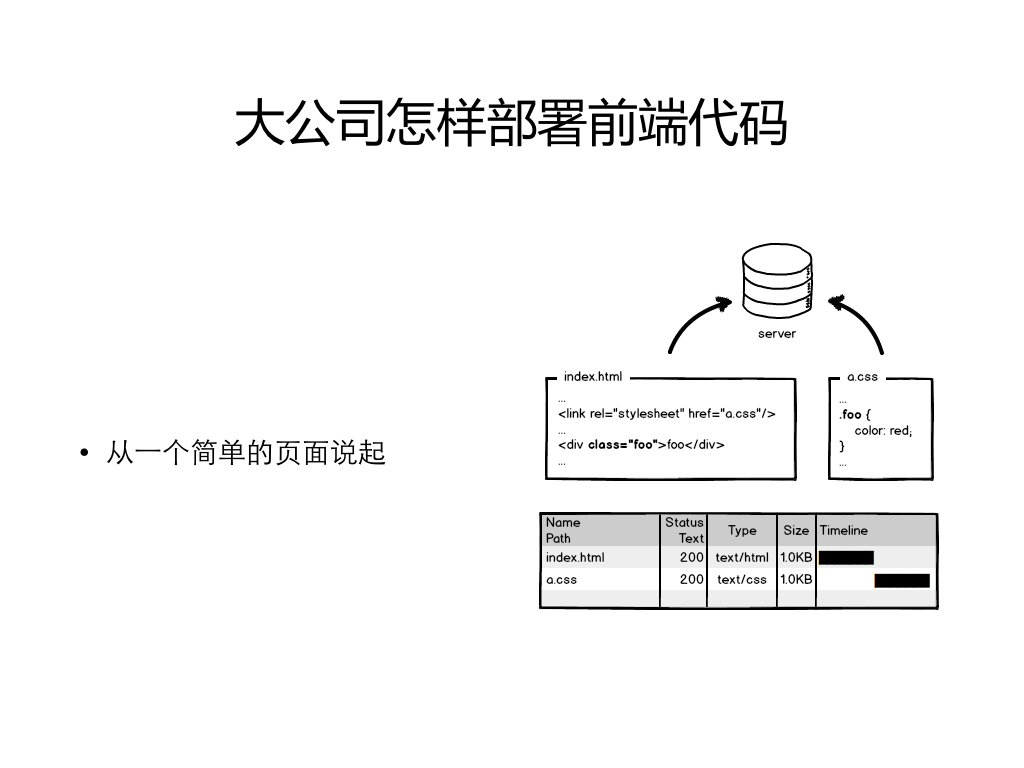 大公司怎样部署前端代码
• 从一个简单的页面说起
server
index.html
...
<link rel="stylesheet" href="a.css"/>
...
<div class="foo">foo</div>
...
a.css
...
.foo {
color: red;
}
...
Name Path Status Text Type Size Timeline
index.html 200 text/html 1.0KB
a.css 200 text/css 1.0KB